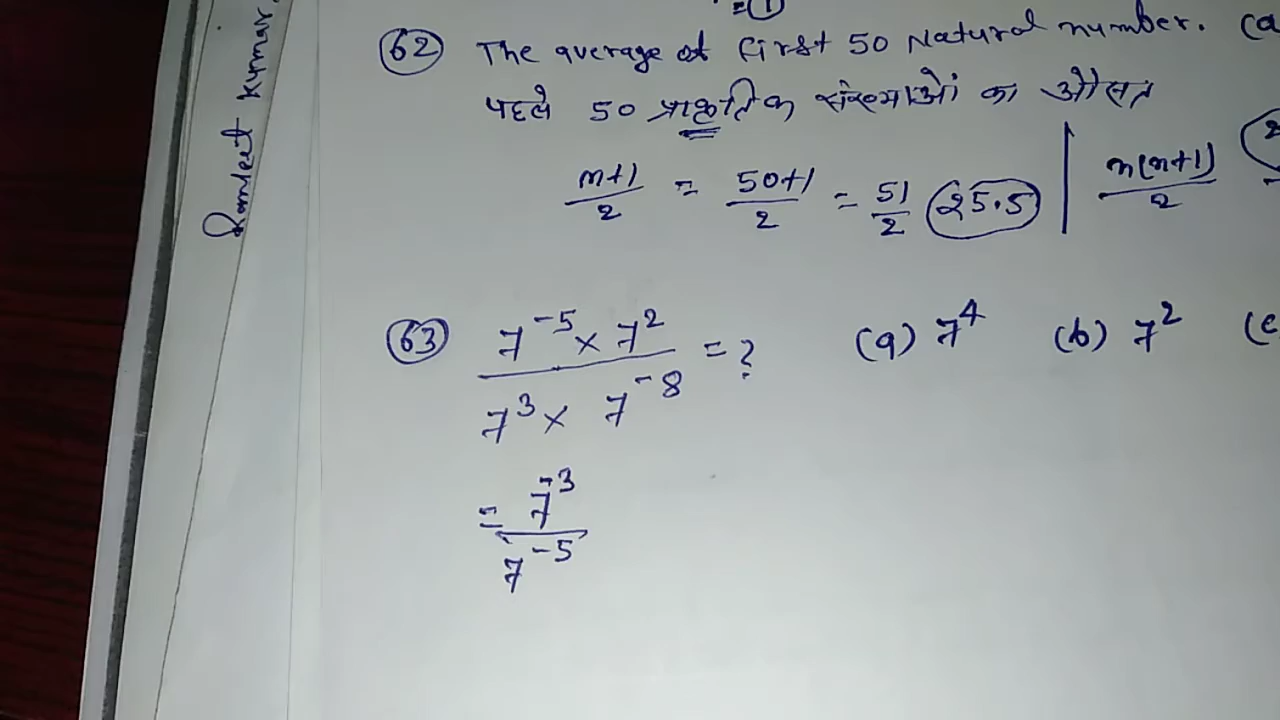 = ①
(62) The average of first 50 Natural number. (a
पहले 50 प्राकृतिक संख्याओं का औसत
n+1/2 = 50+1/2 = 51/2 25.5 | n(n+1)/2
(63) 7^-5 × 7^2 / 7^3 × 7^-8 = ? (a) 7^4 (b) 7^2 (c
= 7^-3 / 7^-5
Kumar